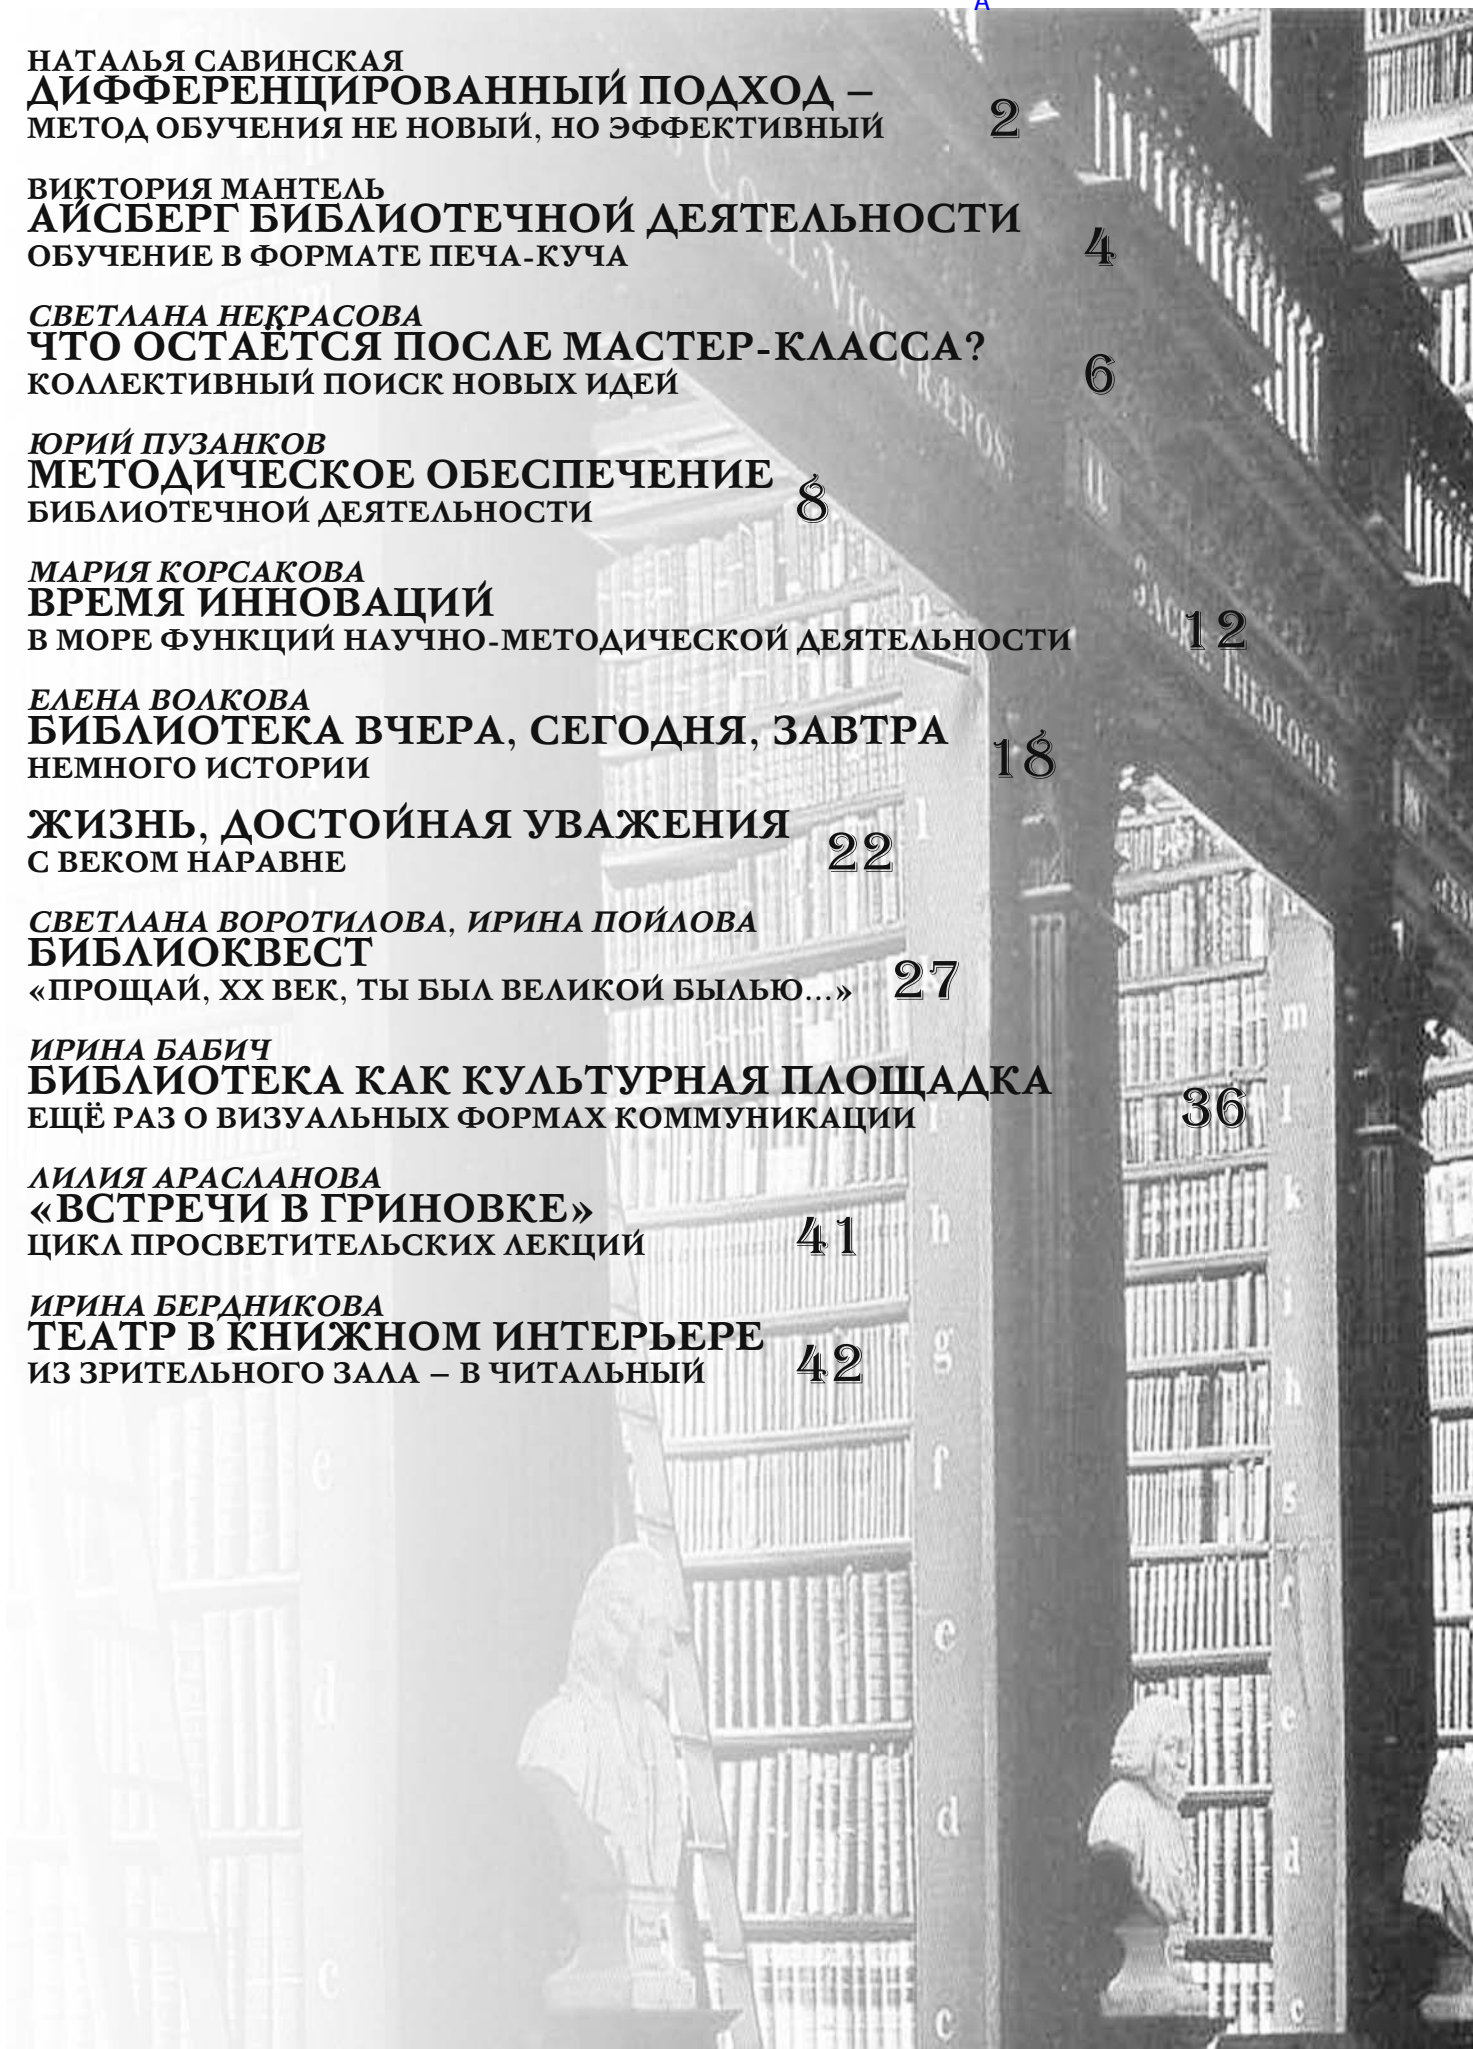 A
НАТАЛЬЯ САВИНСКАЯ
ДИФФЕРЕНЦИРОВАННЫЙ ПОДХОД –
МЕТОД ОБУЧЕНИЯ НЕ НОВЫЙ, НО ЭФФЕКТИВНЫЙ 2
ВИКТОРИЯ МАНТЕЛЬ
АЙСБЕРГ БИБЛИОТЕЧНОЙ ДЕЯТЕЛЬНОСТИ
ОБУЧЕНИЕ В ФОРМАТЕ ПЕЧА-КУЧА 4
СВЕТЛАНА НЕКРАСОВА
ЧТО ОСТАЁТСЯ ПОСЛЕ МАСТЕР-КЛАССА?
КОЛЛЕКТИВНЫЙ ПОИСК НОВЫХ ИДЕЙ 6
ЮРИЙ ПУЗАНКОВ
МЕТОДИЧЕСКОЕ ОБЕСПЕЧЕНИЕ
БИБЛИОТЕЧНОЙ ДЕЯТЕЛЬНОСТИ 8
МАРИЯ КОРСАКОВА
ВРЕМЯ ИННОВАЦИЙ
В МОРЕ ФУНКЦИЙ НАУЧНО-МЕТОДИЧЕСКОЙ ДЕЯТЕЛЬНОСТИ 12
ЕЛЕНА ВОЛКОВА
БИБЛИОТЕКА ВЧЕРА, СЕГОДНЯ, ЗАВТРА
НЕМНОГО ИСТОРИИ 18
ЖИЗНЬ, ДОСТОЙНАЯ УВАЖЕНИЯ
С ВЕКОМ НАРАВНЕ 22
СВЕТЛАНА ВОРОТИЛОВА, ИРИНА ПОЙЛОВА
БИБЛИОКВЕСТ
«ПРОЩАЙ, XX ВЕК, ТЫ БЫЛ ВЕЛИКОЙ БЫЛЬЮ...» 27
ИРИНА БАБИЧ
БИБЛИОТЕКА КАК КУЛЬТУРНАЯ ПЛОЩАДКА
ЕЩЁ РАЗ О ВИЗУАЛЬНЫХ ФОРМАХ КОММУНИКАЦИИ 36
ЛИЛИЯ АРАСЛАНОВА
«ВСТРЕЧИ В ГРИНОВКЕ»
ЦИКЛ ПРОСВЕТИТЕЛЬСКИХ ЛЕКЦИЙ 41
ИРИНА БЕРДНИКОВА
ТЕАТР В КНИЖНОМ ИНТЕРЬЕРЕ
ИЗ ЗРИТЕЛЬНОГО ЗАЛА – В ЧИТАЛЬНЫЙ 42